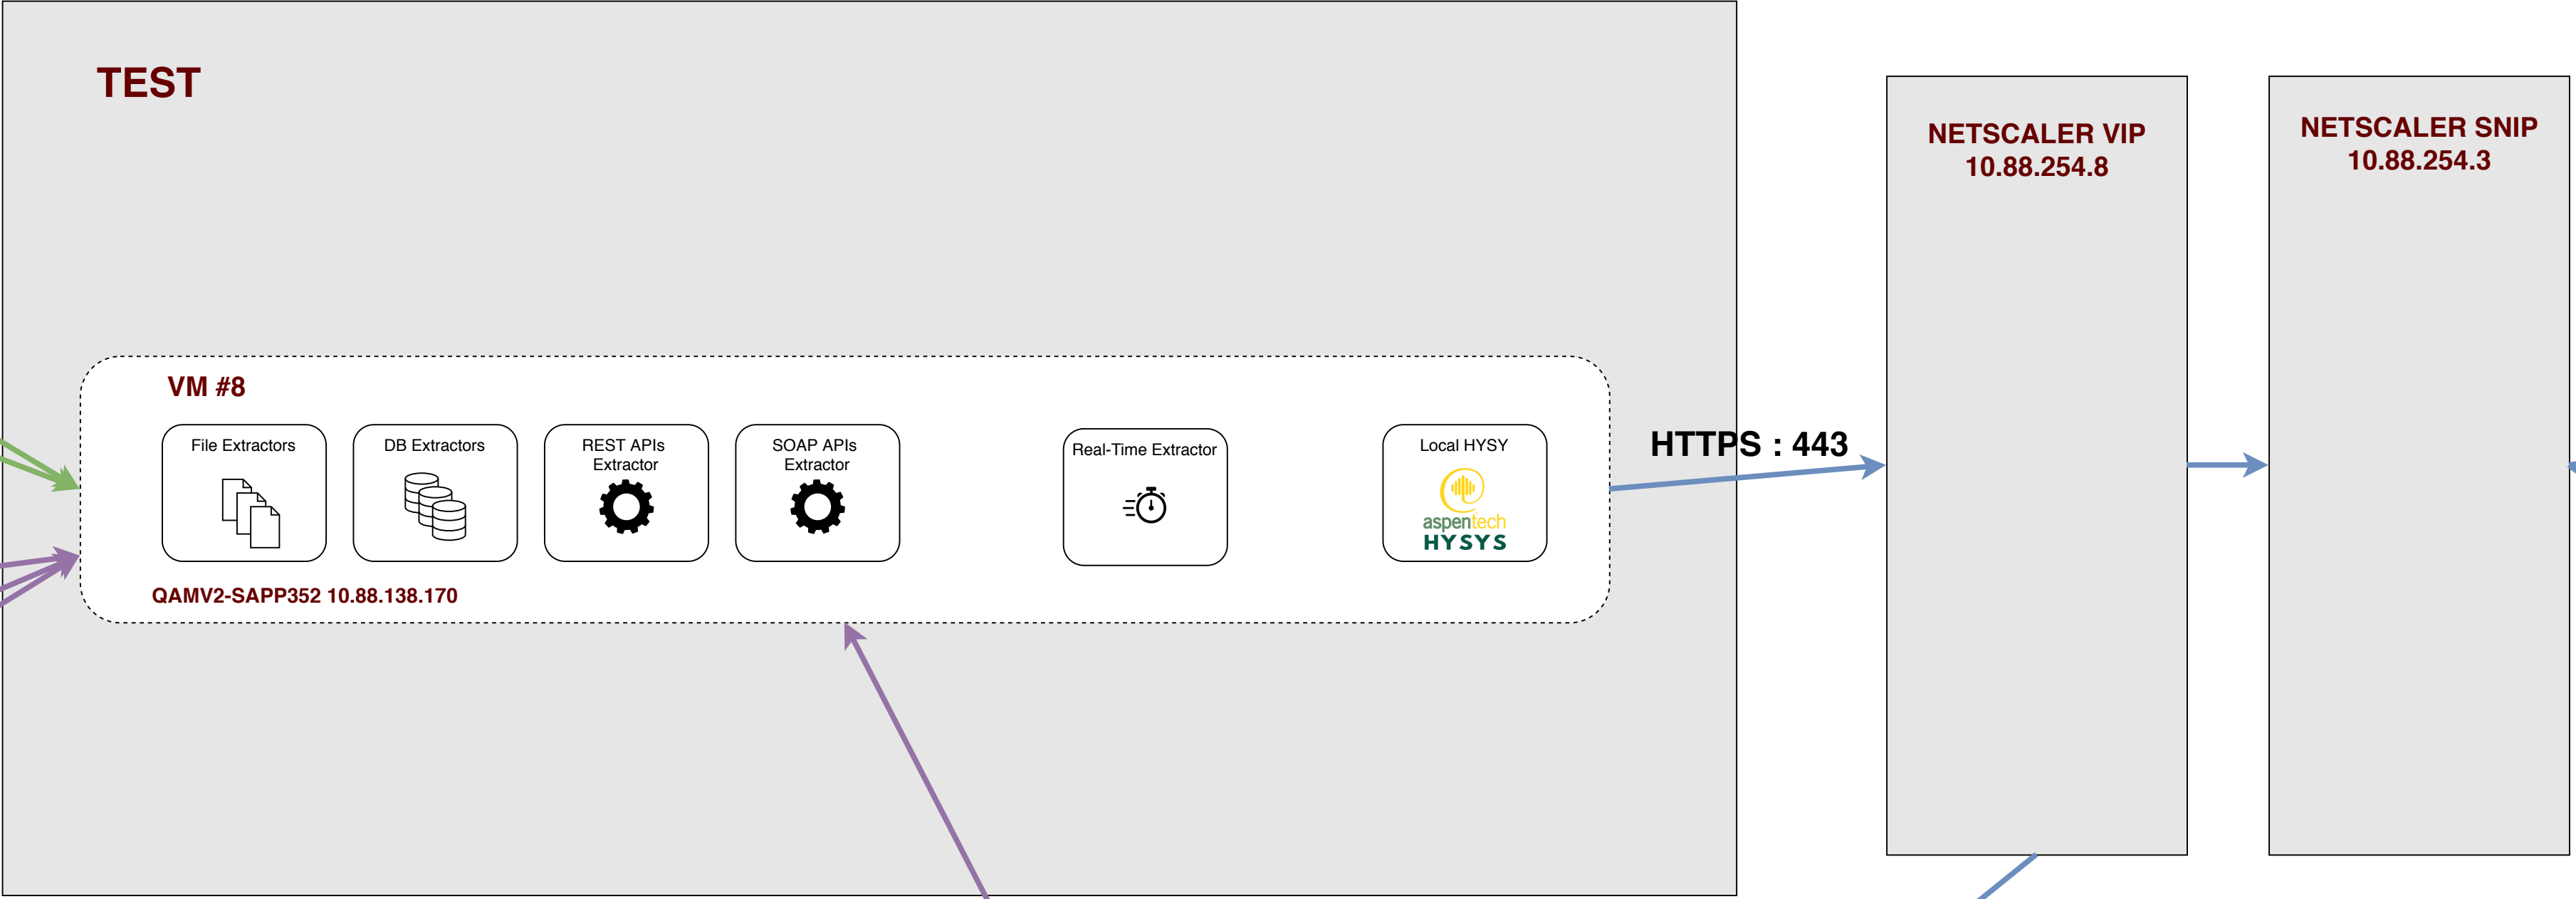 TEST
VM #8
File Extractors
DB Extractors
REST APIs
Extractor
SOAP APIs
Extractor
Real-Time Extractor
Local HYSY
aspentech
HYSYS
QAMV2-SAPP352 10.88.138.170
HTTPS : 443
NETSCALER VIP
10.88.254.8
NETSCALER SNIP
10.88.254.3